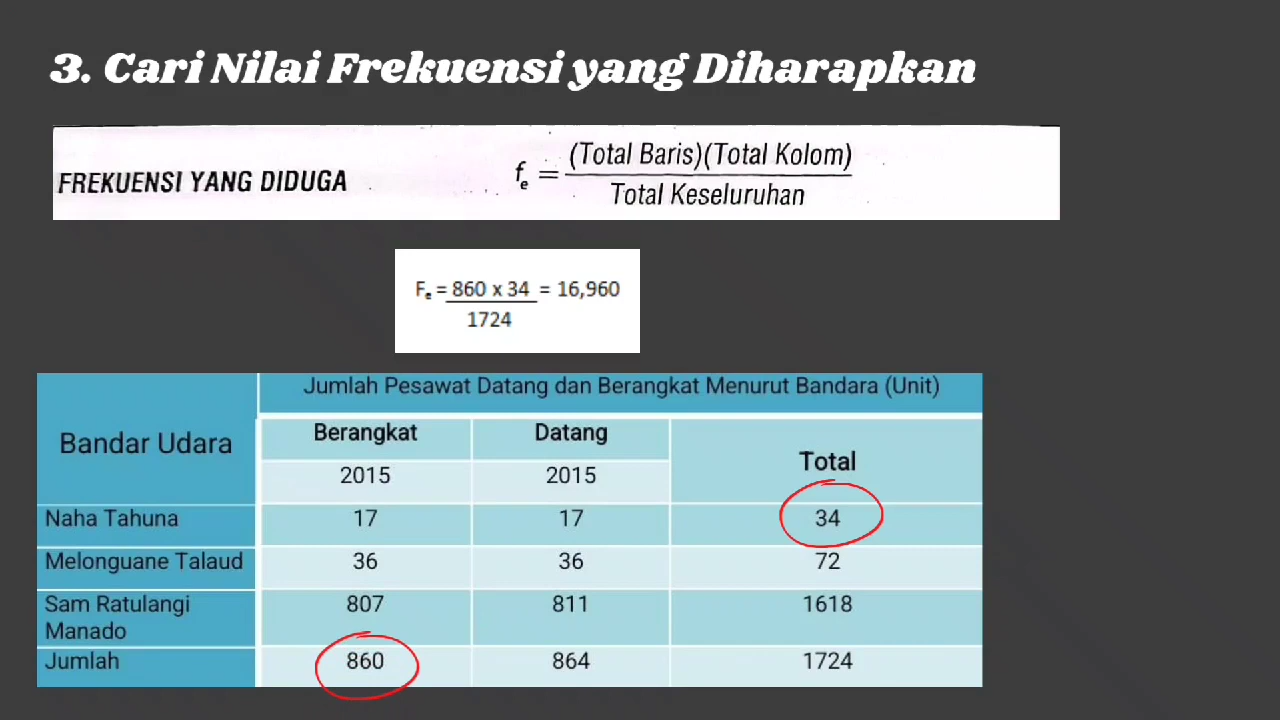 3. Cari Nilai Frekuensi yang Diharapkan
FREKUENSI YANG DIDUGA fe = (Total Baris)(Total Kolom)
Total Keseluruhan
Fe = 860 x 34 = 16,960
1724
Jumlah Pesawat Datang dan Berangkat Menurut Bandara (Unit)
Bandar Udara
Berangkat Datang Total
2015 2015
Naha Tahuna 17 17 34
Melonguane Talaud 36 36 72
Sam Ratulangi
Manado 807 811 1618
Jumlah 860 864 1724